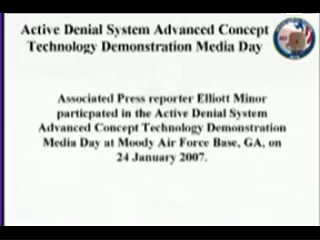 Active Denial System Advanced Concept
Technology Demonstration Media Day
Associated Press reporter Elliott Minor
particpated in the Active Denial System
Advanced Concept Technology Demonstration
Media Day at Moody Air Force Base, GA, on
24 January 2007.